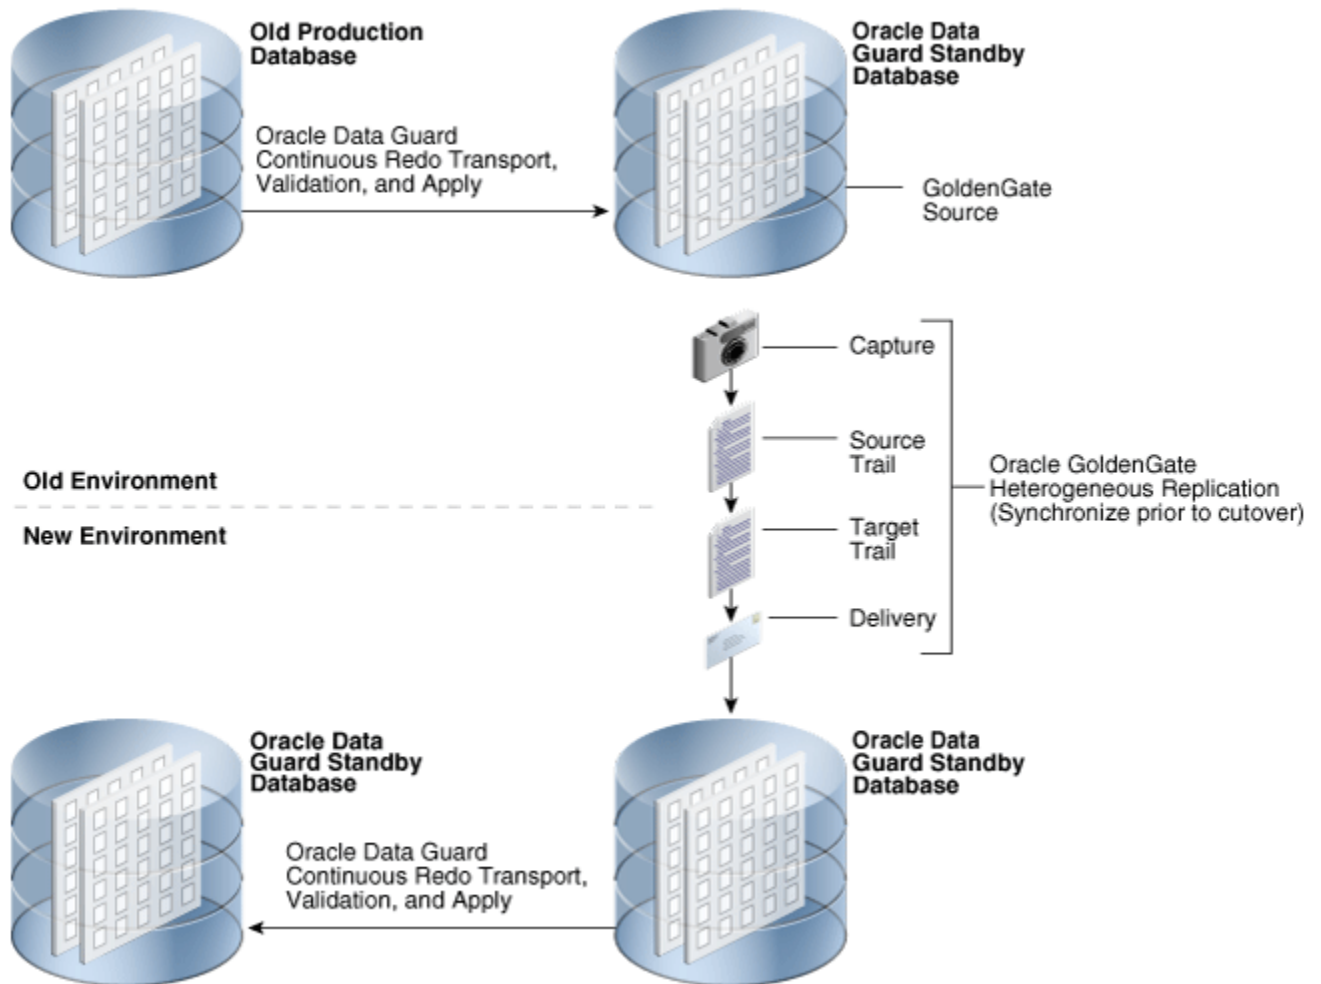 Old Production
Database
Oracle Data
Guard Standby
Database
Oracle Data Guard
Continuous Redo Transport,
Validation, and Apply
GoldenGate
Source
Capture
Source
Trail
Old Environment
Oracle GoldenGate
Heterogeneous Replication
(Synchronize prior to cutover)
New Environment
Target
Trail
Delivery
Oracle Data
Guard Standby
Database
Oracle Data
Guard Standby
Database
Oracle Data Guard
Continuous Redo Transport,
Validation, and Apply